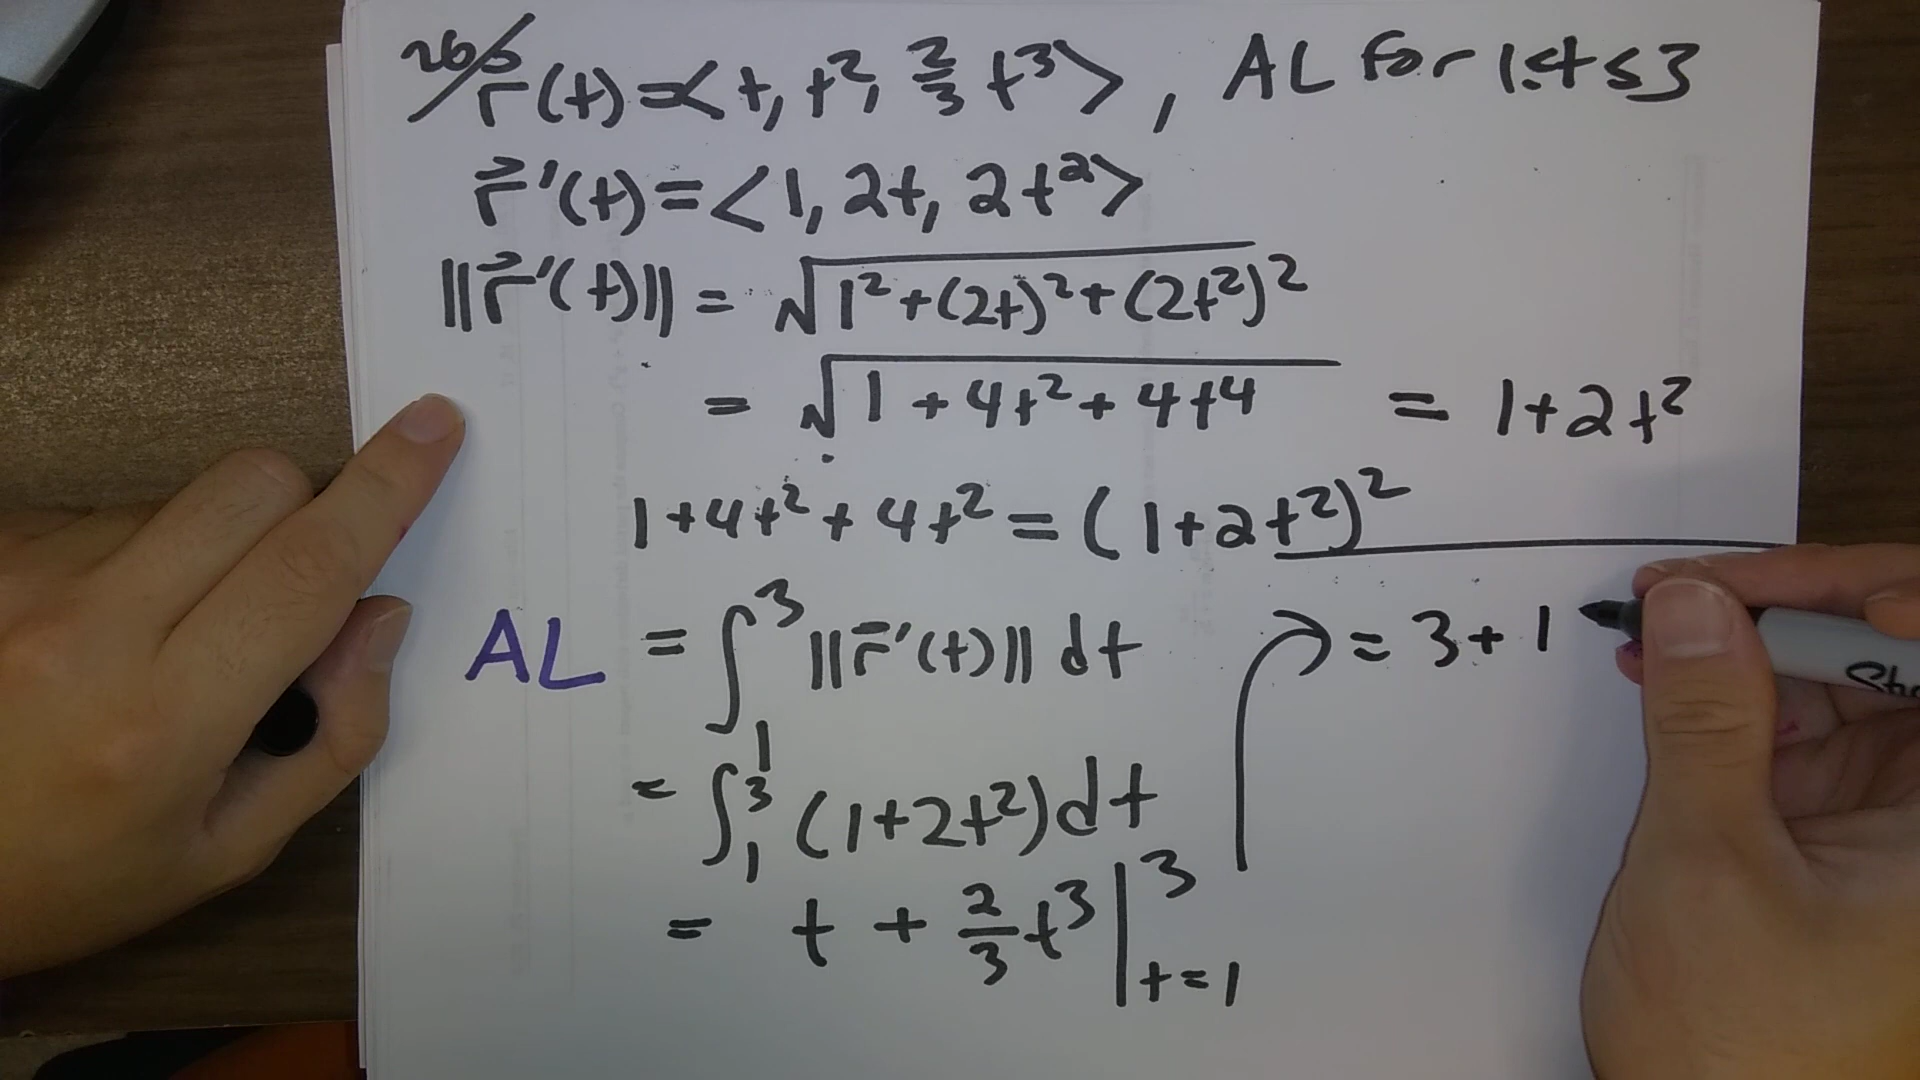 26/5 r⃗(t)=<t, t², 2/3 t³>, AL for 1≤t≤3
r⃗'(t)=<1, 2t, 2t²>
||r⃗'(t)|| = √(1²+(2t)²+(2t²)²)
= √(1+4t²+4t⁴) = 1+2t²
1+4t²+4t²=(1+2t²)²
AL = ∫₁³ ||r⃗'(t)|| dt
= ∫₁³ (1+2t²)dt
= t + 2/3 t³ |³ₜ₌₁
= 3+1